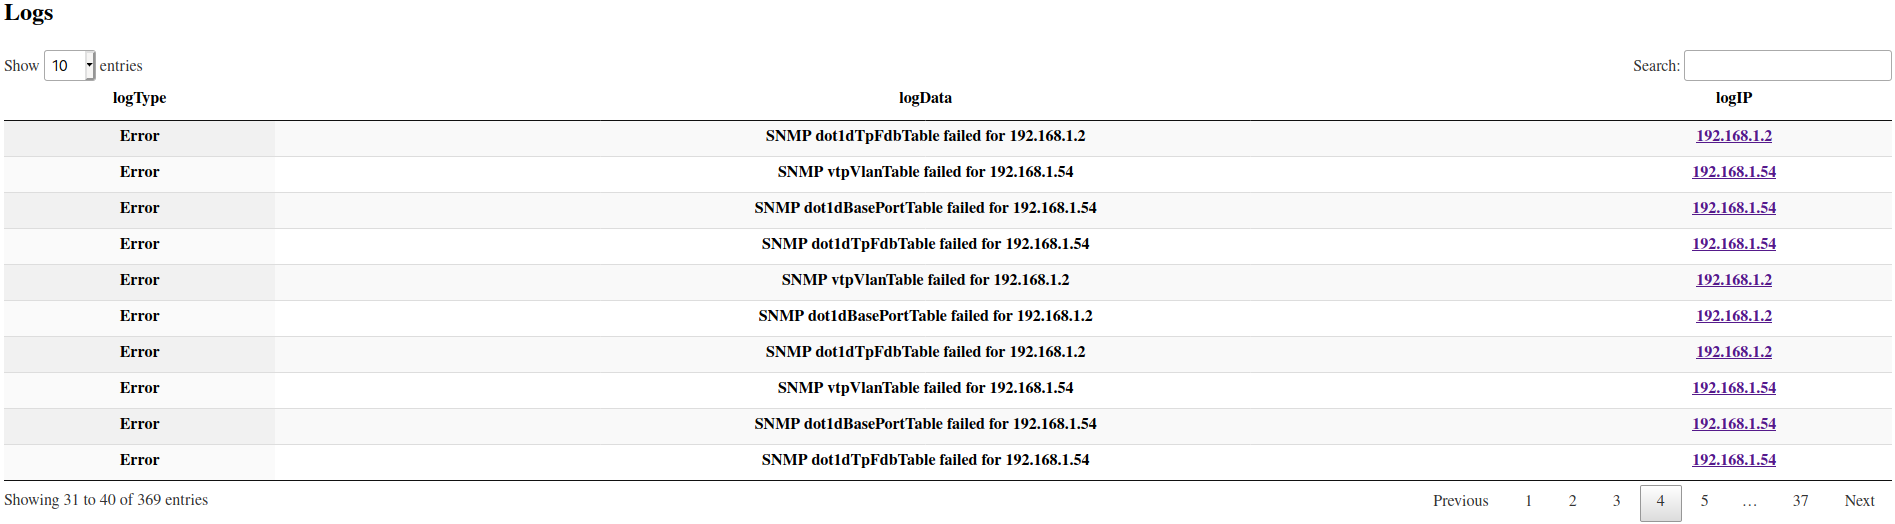 Logs
Show 10 entries Search:
logType logData logIP
Error SNMP dot1dTpFdbTable failed for 192.168.1.2 192.168.1.2
Error SNMP vtpVlanTable failed for 192.168.1.54 192.168.1.54
Error SNMP dot1dBasePortTable failed for 192.168.1.54 192.168.1.54
Error SNMP dot1dTpFdbTable failed for 192.168.1.54 192.168.1.54
Error SNMP vtpVlanTable failed for 192.168.1.2 192.168.1.2
Error SNMP dot1dBasePortTable failed for 192.168.1.2 192.168.1.2
Error SNMP dot1dTpFdbTable failed for 192.168.1.2 192.168.1.2
Error SNMP vtpVlanTable failed for 192.168.1.54 192.168.1.54
Error SNMP dot1dBasePortTable failed for 192.168.1.54 192.168.1.54
Error SNMP dot1dTpFdbTable failed for 192.168.1.54 192.168.1.54
Showing 31 to 40 of 369 entries Previous 1 2 3 4 5 … 37 Next